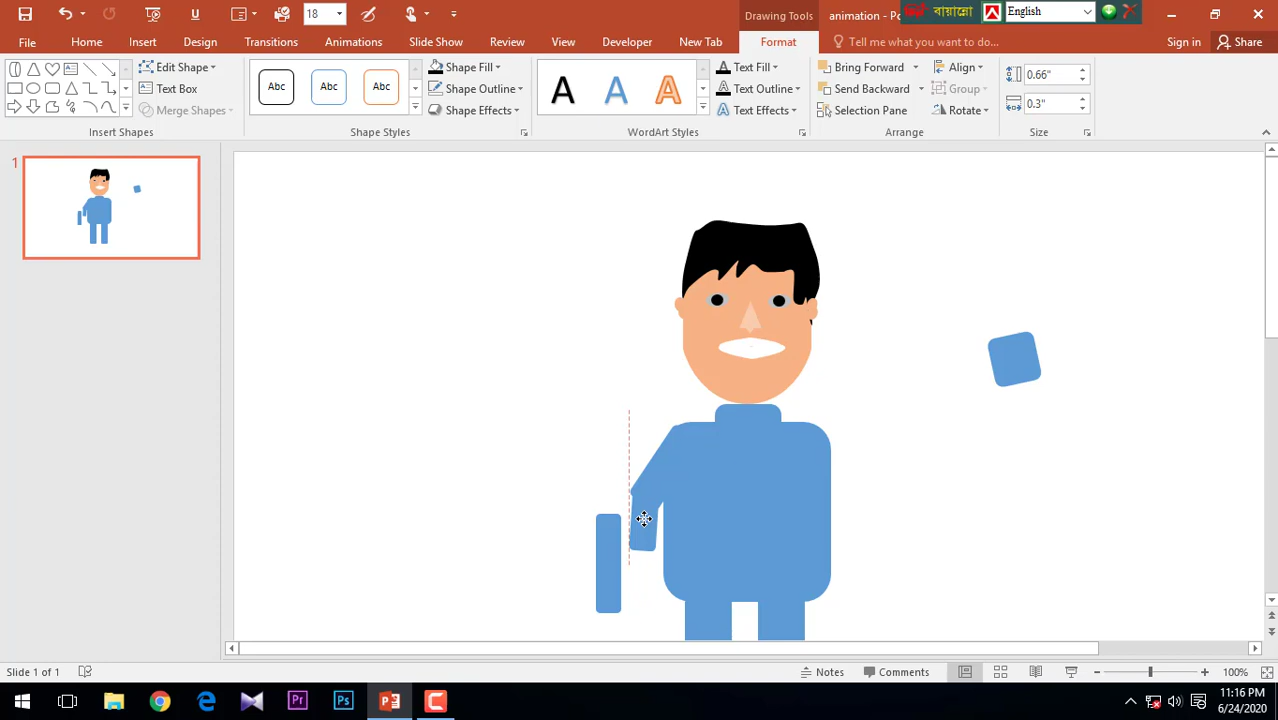 18
animation - Po
Drawing Tools
বায়ান্নো
English
File
Home
Insert
Design
Transitions
Animations
Slide Show
Review
View
Developer
New Tab
Format
Tell me what you want to do...
Sign in
Share
Edit Shape
Text Box
Merge Shapes
Insert Shapes
Abc
Abc
Abc
Shape Fill
Shape Outline
Shape Effects
Shape Styles
A
A
A
Text Fill
Text Outline
Text Effects
WordArt Styles
Bring Forward
Send Backward
Selection Pane
Align
Group
Rotate
Arrange
0.66"
0.3"
Size
1
Slide 1 of 1
Notes
Comments
100%
Pr
Ps
11:16 PM
6/24/2020